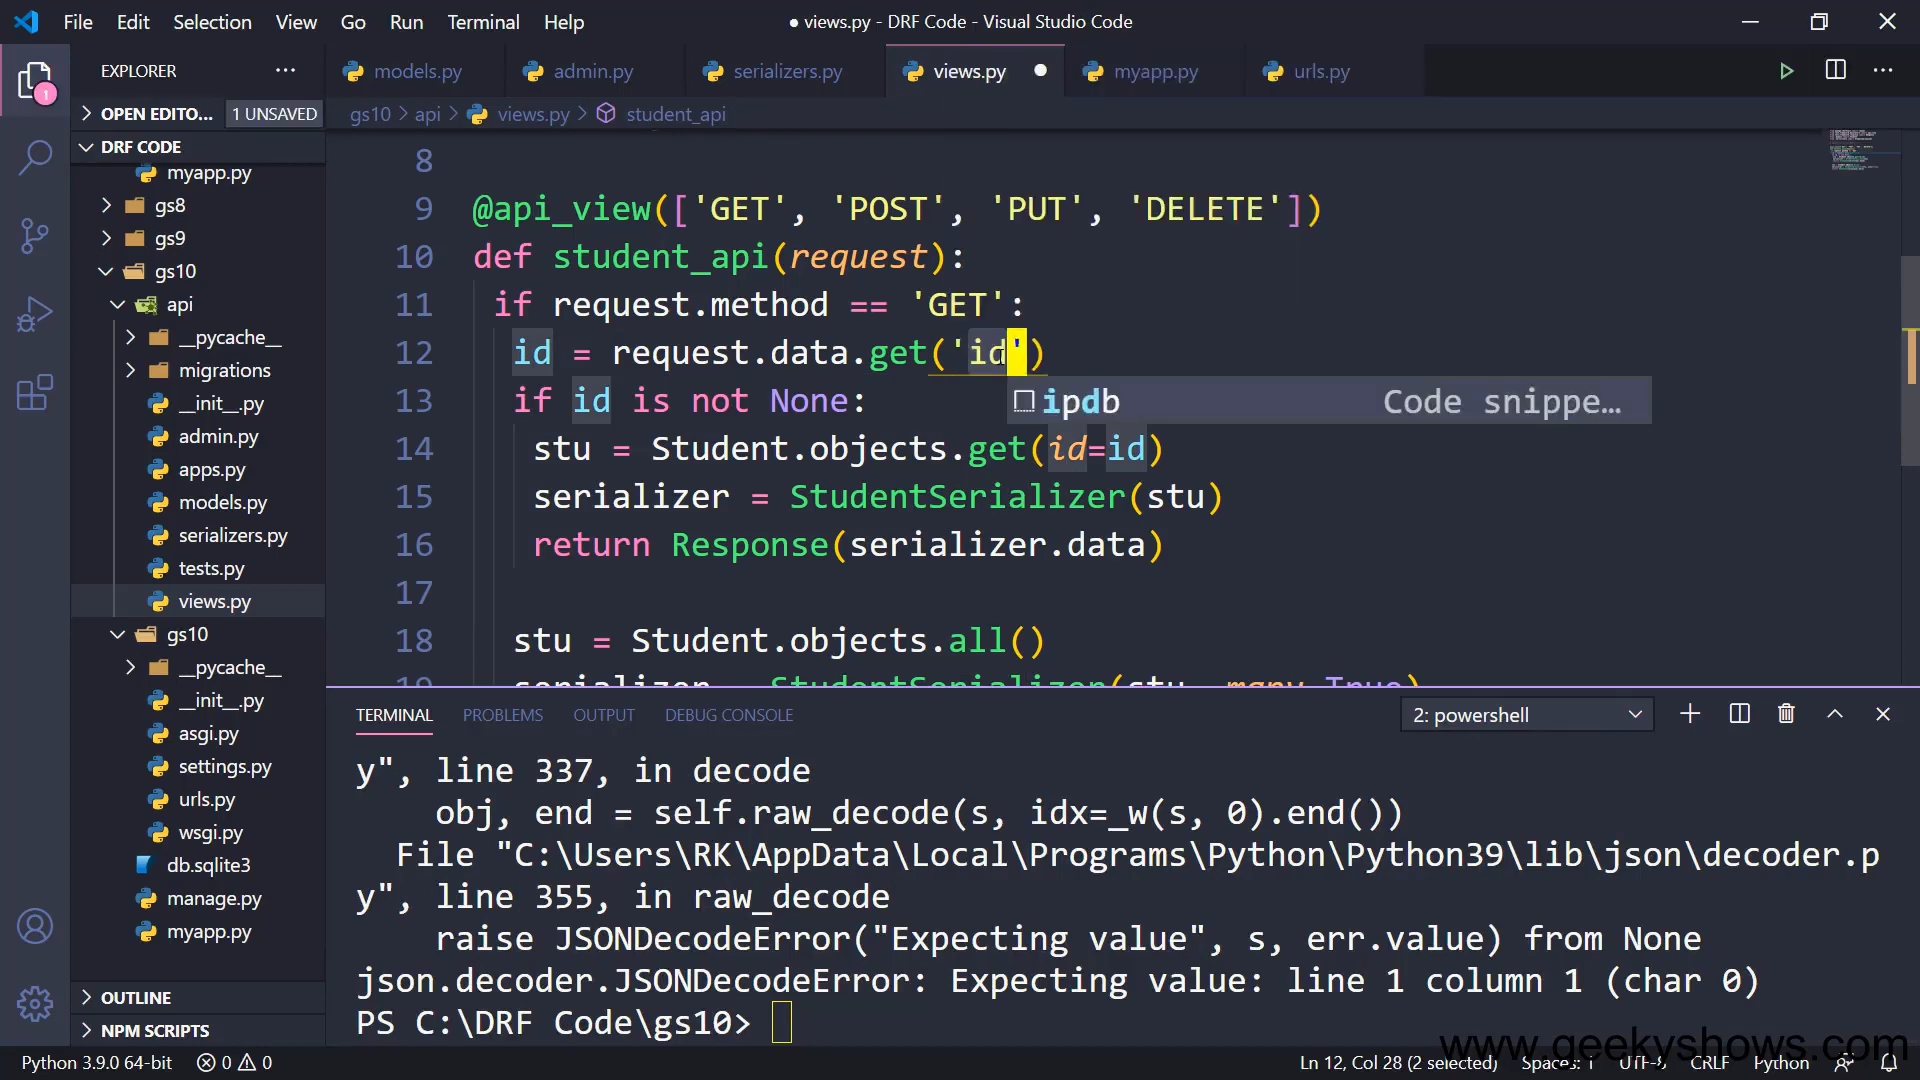 File Edit Selection View Go Run Terminal Help
● views.py - DRF Code - Visual Studio Code
EXPLORER
OPEN EDITO... 1 UNSAVED
DRF CODE
myapp.py
gs8
gs9
gs10
api
__pycache__
migrations
__init__.py
admin.py
apps.py
models.py
serializers.py
tests.py
views.py
gs10
__pycache__
__init__.py
asgi.py
settings.py
urls.py
wsgi.py
db.sqlite3
manage.py
myapp.py
OUTLINE
NPM SCRIPTS
1
models.py admin.py serializers.py views.py myapp.py urls.py
gs10 > api > views.py > student_api
8
9 @api_view(['GET', 'POST', 'PUT', 'DELETE'])
10 def student_api(request):
11 if request.method == 'GET':
12 id = request.data.get('id')
13 if id is not None:
ipdb Code snippe...
14 stu = Student.objects.get(id=id)
15 serializer = StudentSerializer(stu)
16 return Response(serializer.data)
17
18 stu = Student.objects.all()
19 serializer = StudentSerializer(stu, many=True)
TERMINAL PROBLEMS OUTPUT DEBUG CONSOLE 2: powershell
y", line 337, in decode
obj, end = self.raw_decode(s, idx=_w(s, 0).end())
File "C:\Users\RK\AppData\Local\Programs\Python\Python39\lib\json\decoder.p
y", line 355, in raw_decode
raise JSONDecodeError("Expecting value", s, err.value) from None
json.decoder.JSONDecodeError: Expecting value: line 1 column 1 (char 0)
PS C:\DRF Code\gs10>
www.geekyshows.com
Python 3.9.0 64-bit 0 0 Ln 12, Col 28 (2 selected) Spaces: 1 UTF-8 CRLF Python